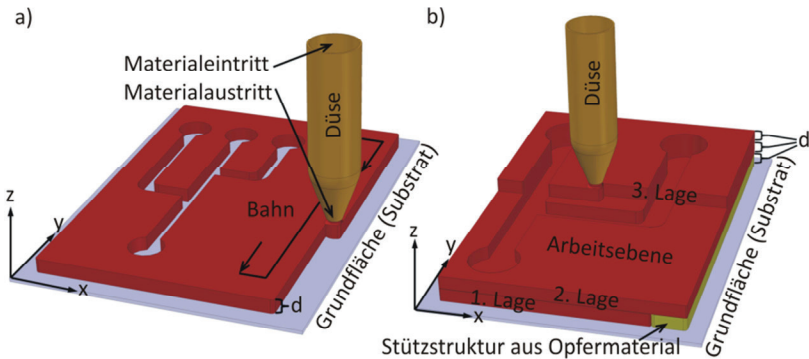 a)
Materialeintritt
Materialaustritt
Düse
Bahn
z
y
x
d
Grundfläche (Substrat)
b)
Düse
d
3. Lage
Arbeitsebene
z
y
x
1. Lage
2. Lage
Grundfläche (Substrat)
Stützstruktur aus Opfermaterial